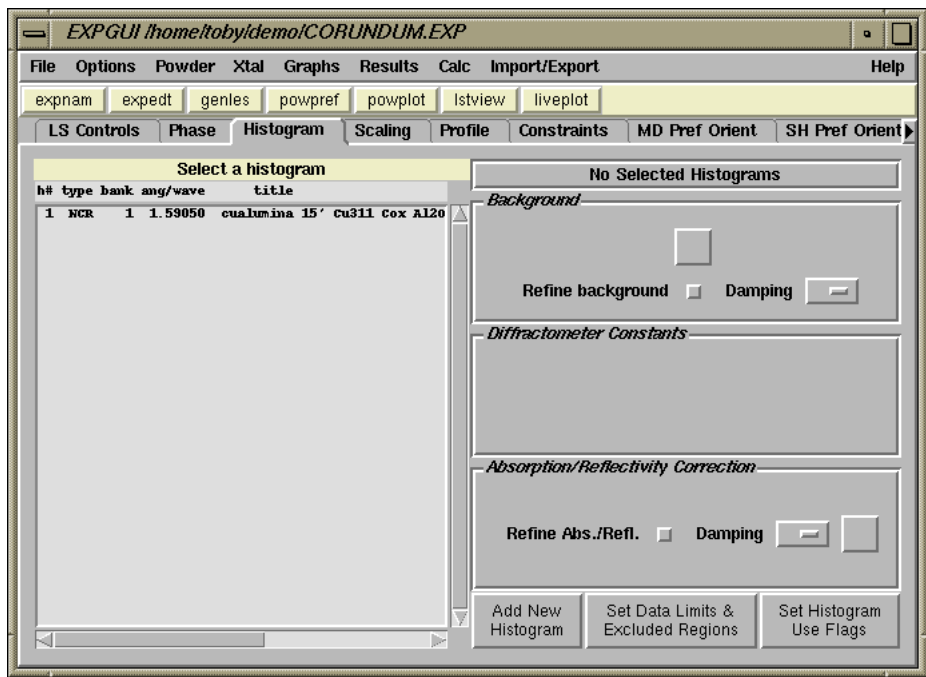 EXPGUI /home/toby/demo/CORUNDUM.EXP
File Options Powder Xtal Graphs Results Calc Import/Export Help
expnam expedt genles powpref powplot lstview liveplot
LS Controls Phase Histogram Scaling Profile Constraints MD Pref Orient SH Pref Orient
Select a histogram
h# type bank ang/wave title
1 NCR 1 1.59050 cualumina 15' Cu311 Cox Al2o
No Selected Histograms
Background
Refine background Damping
Diffractometer Constants
Absorption/Reflectivity Correction
Refine Abs./Refl. Damping
Add New
Histogram
Set Data Limits &
Excluded Regions
Set Histogram
Use Flags